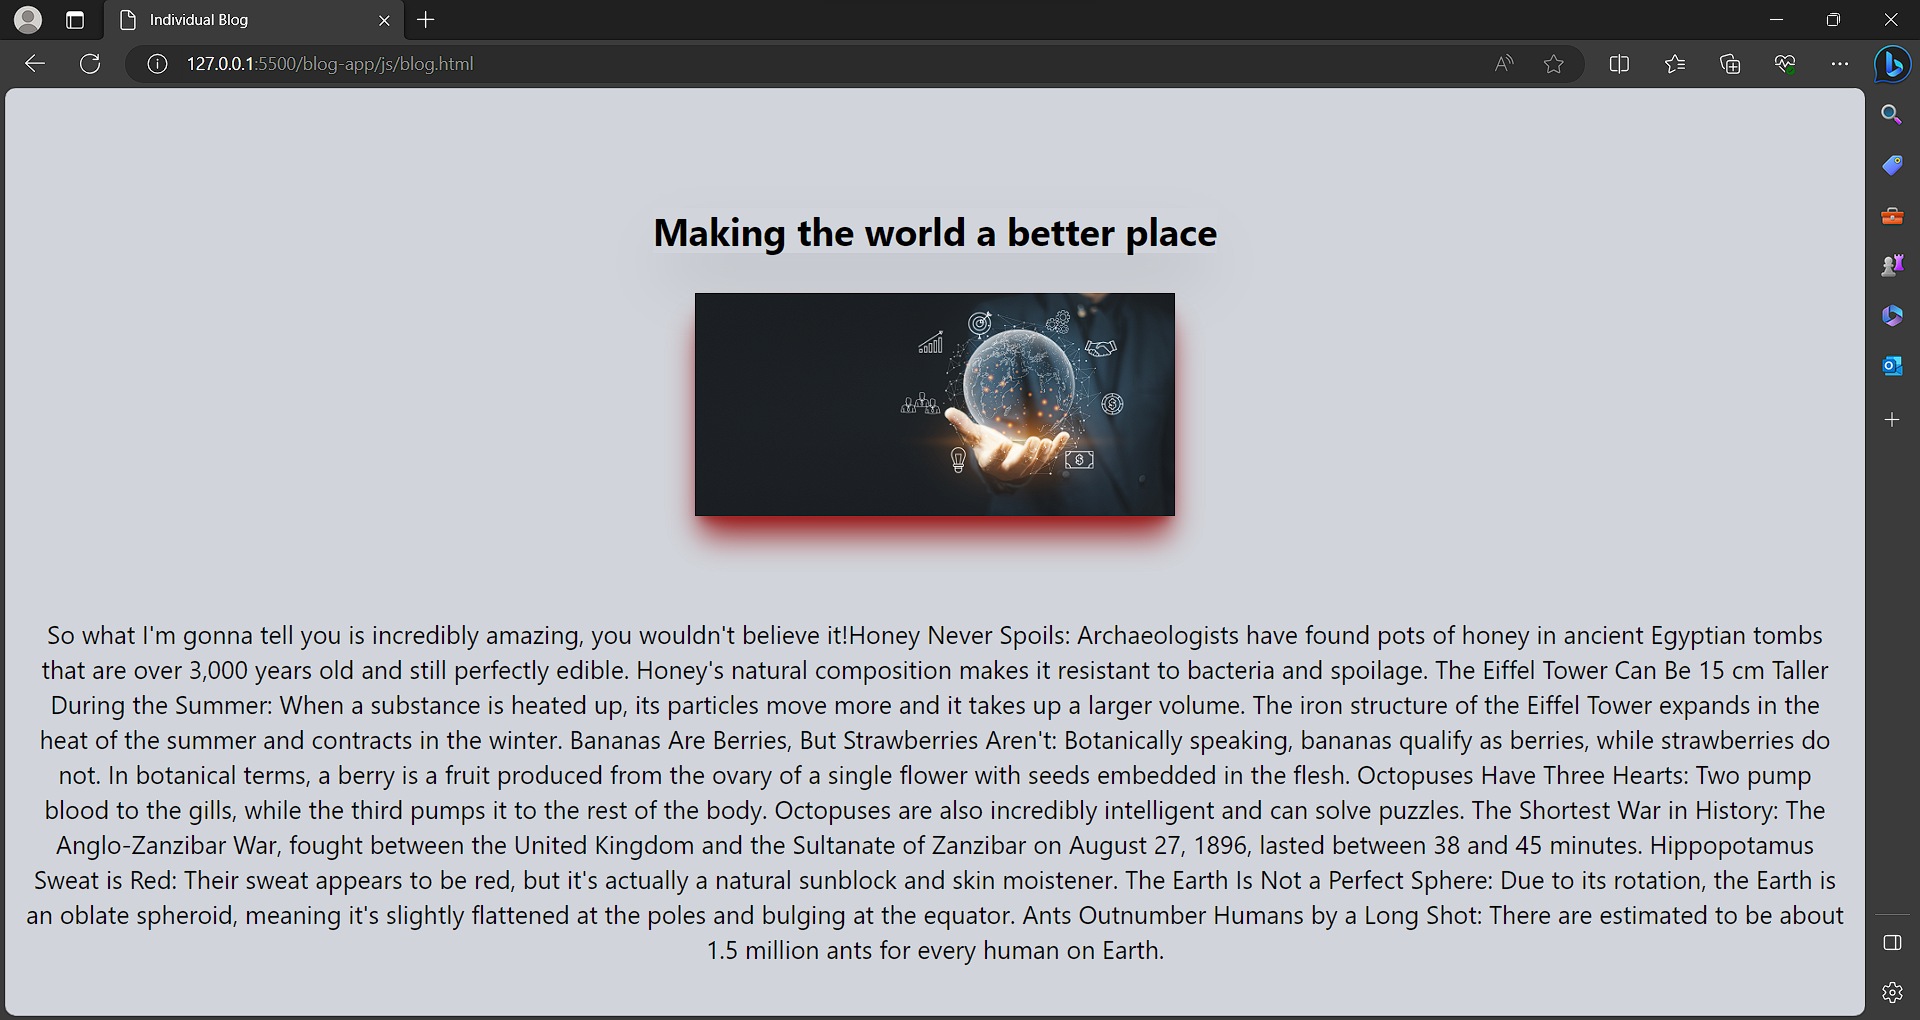 Individual Blog
127.0.0.1:5500/blog-app/js/blog.html
Making the world a better place
So what I'm gonna tell you is incredibly amazing, you wouldn't believe it!Honey Never Spoils: Archaeologists have found pots of honey in ancient Egyptian tombs
that are over 3,000 years old and still perfectly edible. Honey's natural composition makes it resistant to bacteria and spoilage. The Eiffel Tower Can Be 15 cm Taller
During the Summer: When a substance is heated up, its particles move more and it takes up a larger volume. The iron structure of the Eiffel Tower expands in the
heat of the summer and contracts in the winter. Bananas Are Berries, But Strawberries Aren't: Botanically speaking, bananas qualify as berries, while strawberries do
not. In botanical terms, a berry is a fruit produced from the ovary of a single flower with seeds embedded in the flesh. Octopuses Have Three Hearts: Two pump
blood to the gills, while the third pumps it to the rest of the body. Octopuses are also incredibly intelligent and can solve puzzles. The Shortest War in History: The
Anglo-Zanzibar War, fought between the United Kingdom and the Sultanate of Zanzibar on August 27, 1896, lasted between 38 and 45 minutes. Hippopotamus
Sweat is Red: Their sweat appears to be red, but it's actually a natural sunblock and skin moistener. The Earth Is Not a Perfect Sphere: Due to its rotation, the Earth is
an oblate spheroid, meaning it's slightly flattened at the poles and bulging at the equator. Ants Outnumber Humans by a Long Shot: There are estimated to be about
1.5 million ants for every human on Earth.